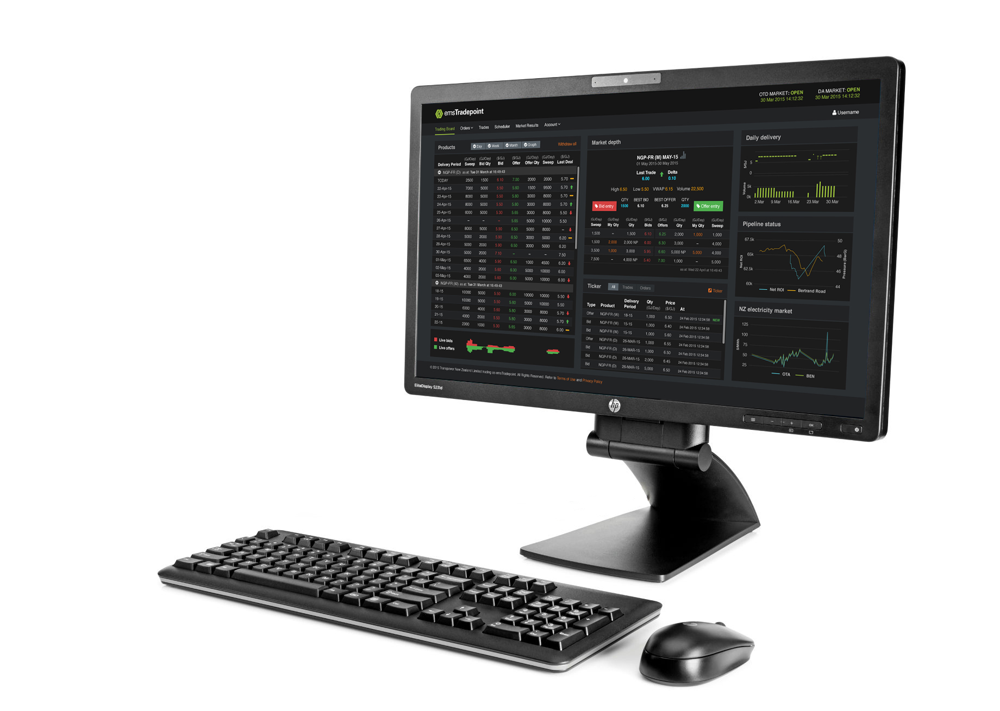 OTD MARKET: OPEN
30 Mar 2015 14:12:32
DA MARKET: OPEN
30 Mar 2015 14:12:32
emsTradepoint
Username
Trading Board Orders Trades Scheduler Market Results Account
Products Day Week Month Graph Withdraw all
(GJ/Day) (GJ/Day) ($/GJ) ($/GJ) (GJ/Day) (GJ/Day) ($/GJ)
Delivery Period Sweep Bid Qty Bid Offer Offer Qty Sweep Last Deal
NGP-FR (D) as at Tue 31 March at 16:49:43
TODAY 2500 1500 6.10 7.00 2000 2000 5.70
22-Apr-15 7000 5000 5.50 5.80 1500 9500 5.70
23-Apr-15 8000 5000 5.50 5.80 3000 8000 5.70
24-Apr-15 8000 5000 5.50 5.80 3000 8000 5.70
25-Apr-15 6000 5000 5.30 5.65 3000 8000 5.50
26-Apr-15 – – – 5.65 5000 10000 5.50
27-Apr-15 8000 5000 5.90 6.50 5000 8000 –
28-Apr-15 5000 2000 5.90 6.50 3000 5000 6.20
29-Apr-15 5000 2000 5.90 6.50 3000 5000 6.20
30-Apr-15 5000 2000 7.10 – – – 7.50
01-May-15 6500 4000 5.90 6.50 1000 4500 6.20
02-May-15 4000 2000 5.60 6.00 5000 10000 6.00
03-May-15 4000 2000 5.60 6.00 5000 10000 6.00
NGP-FR (W) as at Tue 31 March at 16:49:43
18-15 10000 5000 5.50 6.00 10000 10000 5.50
19-15 10000 5000 5.50 5.80 5000 10000 5.50
20-15 6000 4000 5.60 5.80 3000 8000 5.70
21-15 4000 2000 5.50 5.80 3000 8000 5.70
22-15 2000 1000 5.30 5.65 3000 8000 6.00
Live bids
Live offers
Market depth
NGP-FR (M) MAY-15
01 May 2015-30 May 2015
Last Trade Delta
6.00 0.10
High 6.50 Low 5.50 VWAP 6.15 Volume 22,500
QTY BEST BID BEST OFFER QTY
Bid entry 1500 6.10 6.25 2000 Offer entry
(GJ/Day) (GJ/Day) (GJ/Day) ($/GJ) ($/GJ) (GJ/Day) (GJ/Day) (GJ/Day)
Sweep My Qty Qty Bids Offers Qty My Qty Sweep
1,500 – 1,500 6.10 6.25 2,000 1,000 1,000
1,500 2,000 2,000 NP 6.00 6.30 3,000 – 4,000
3,500 1,000 3,000 5.95 6.60 5,000 NP 5,000 4,000
7,500 – 4,000 NP 5.40 7.00 1,000 – 5,000
as at Wed 22 April at 16:49:43
Ticker All Trades Orders Ticker
Type Product Delivery Period Qty (GJ/Day) Price ($/GJ) At
Offer NGP-FR (W) 18-15 1,000 6.50 24 Feb 2015 12:34:58 NEW
Bid NGP-FR (W) 15-15 1,000 6.40 24 Feb 2015 12:34:58
Bid NGP-FR (W) 15-15 1,000 5.60 24 Feb 2015 12:34:58
Offer NGP-FR (D) 26-MAR-15 1,000 6.55 24 Feb 2015 12:34:58
Bid NGP-FR (D) 26-MAR-15 1,000 6.50 24 Feb 2015 12:34:58
Bid NGP-FR (D) 26-MAR-15 2,000 6.45 24 Feb 2015 12:34:58
Bid NGP-FR (D) 26-MAR-15 5,000 6.50 24 Feb 2015 12:34:58
Daily delivery
$/GJ
5
0
Volume
5k
0k
2.Mar 9.Mar 16.Mar 23.Mar 30.Mar
Pipeline status
Net ROI
67.5k
65k
62.5k
60k
50
48
46
44
Pressure (BarG)
Net ROI Bertrand Road
NZ electricity market
$/MWh
125
100
75
50
25
OTA BEN
© 2015 Transpower New Zealand Limited trading as emsTradepoint. All Rights Reserved. Refer to Terms of Use and Privacy Policy
EliteDisplay S231d
hp
OK